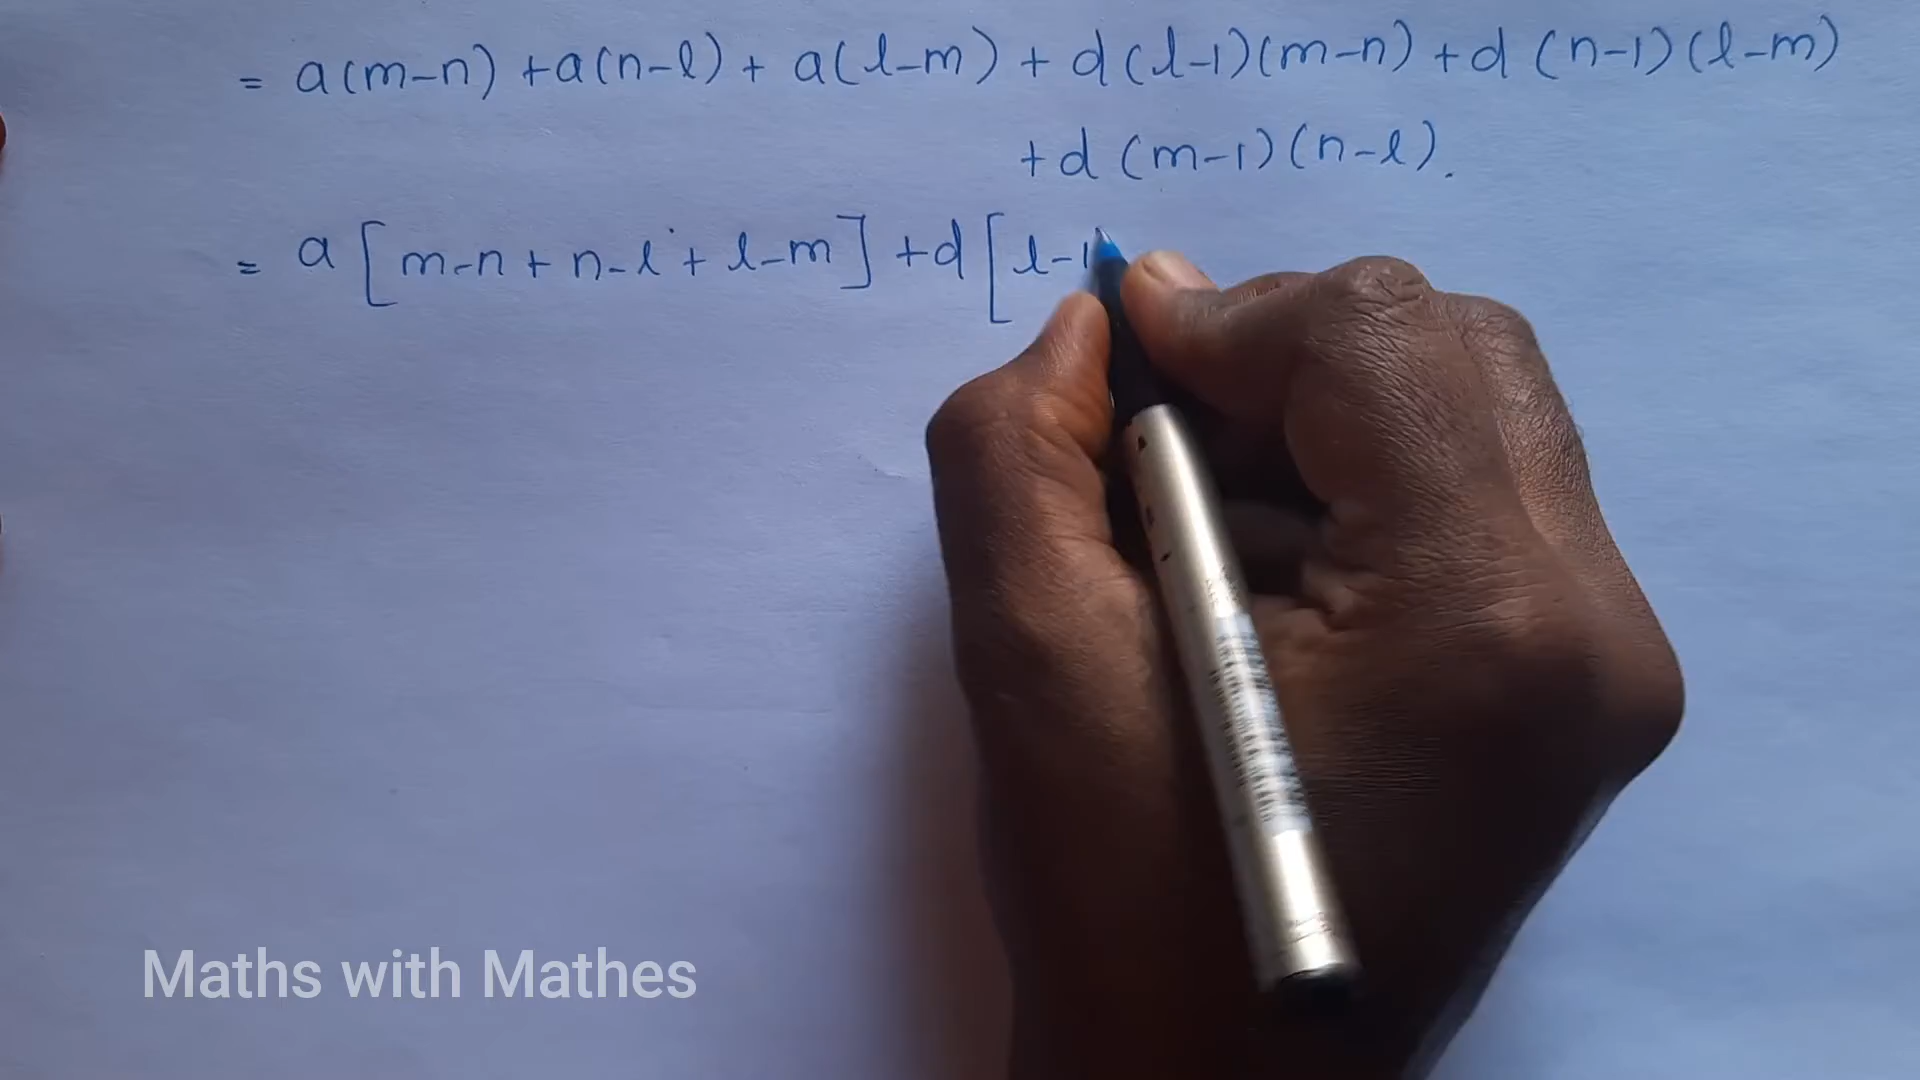 = a(m-n) +a(n-l) + a(l-m) + d(l-1)(m-n) +d (n-1)(l-m)
+d (m-1)(n-l).
= a [m-n + n-l + l-m] +d [l-1
Maths with Mathes